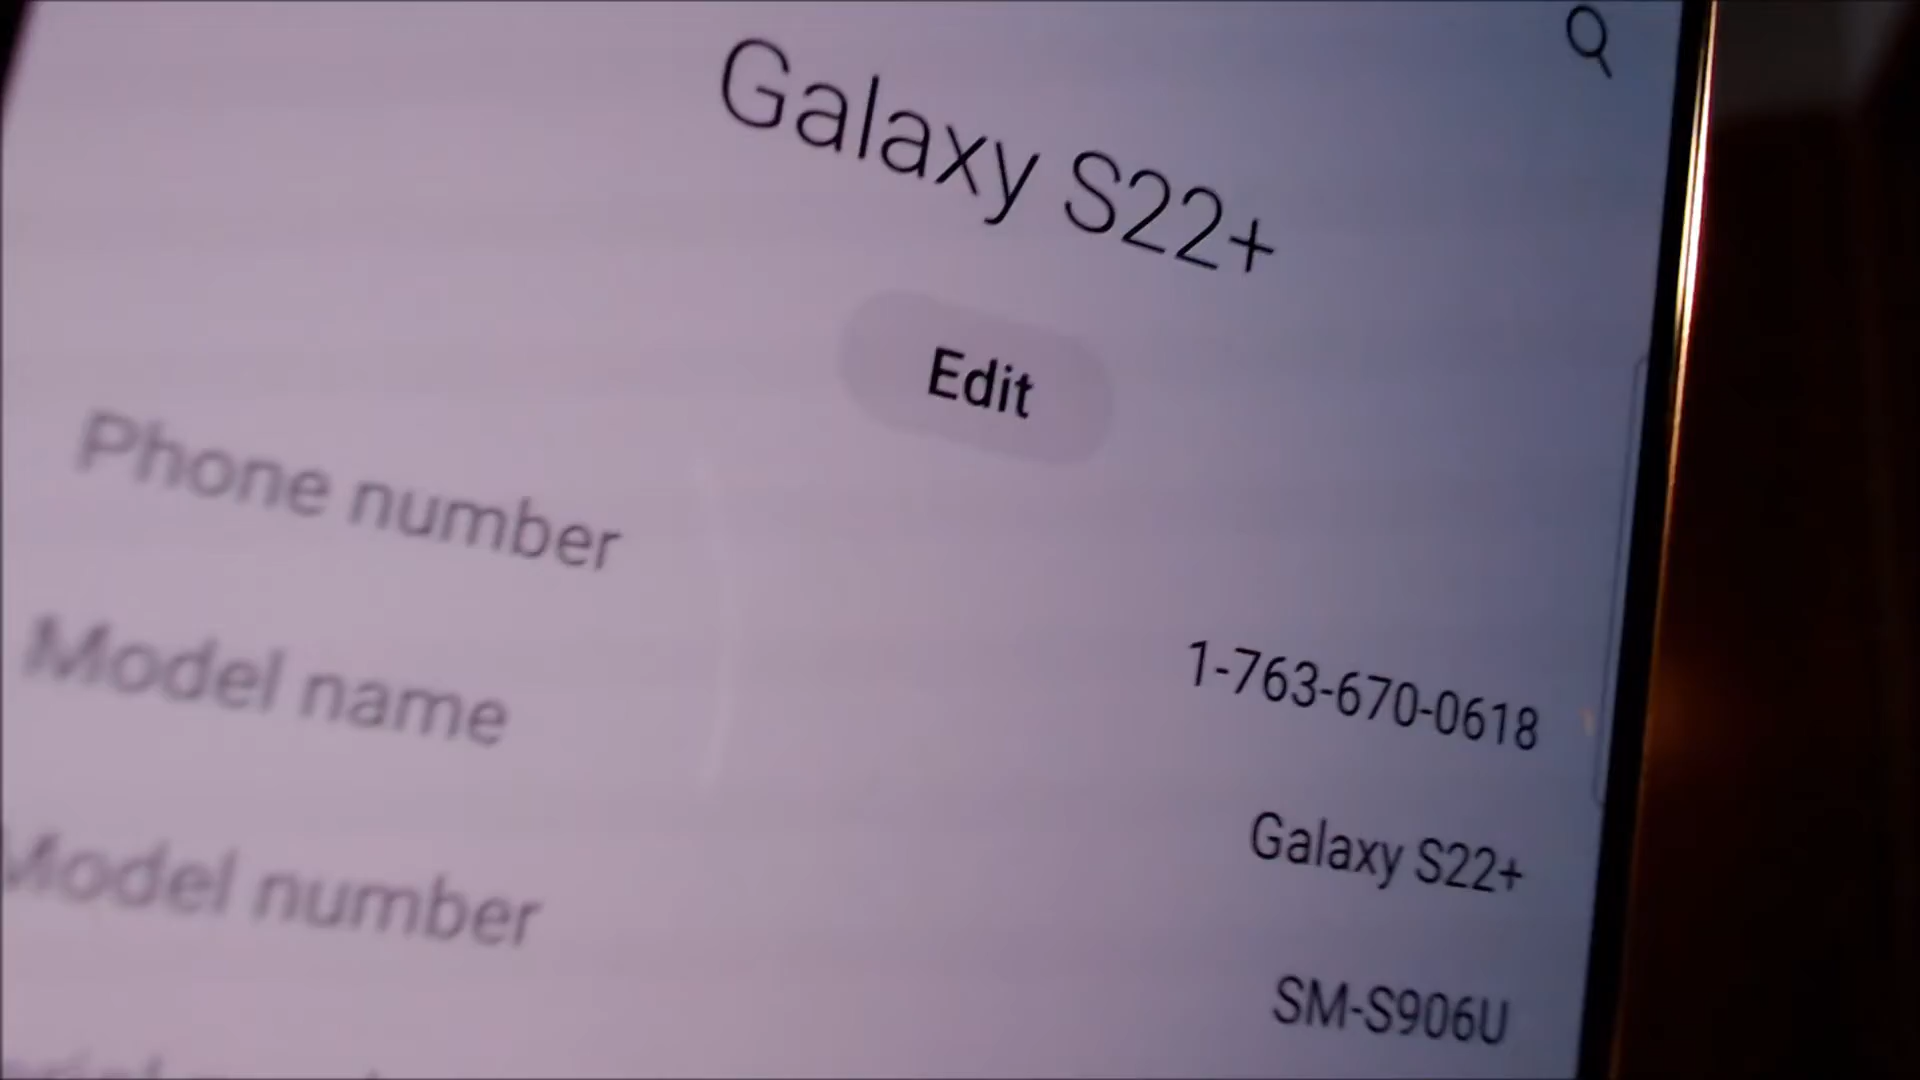 Galaxy S22+
Edit
Phone number
1-763-670-0618
Model name
Galaxy S22+
Model number
SM-S906U